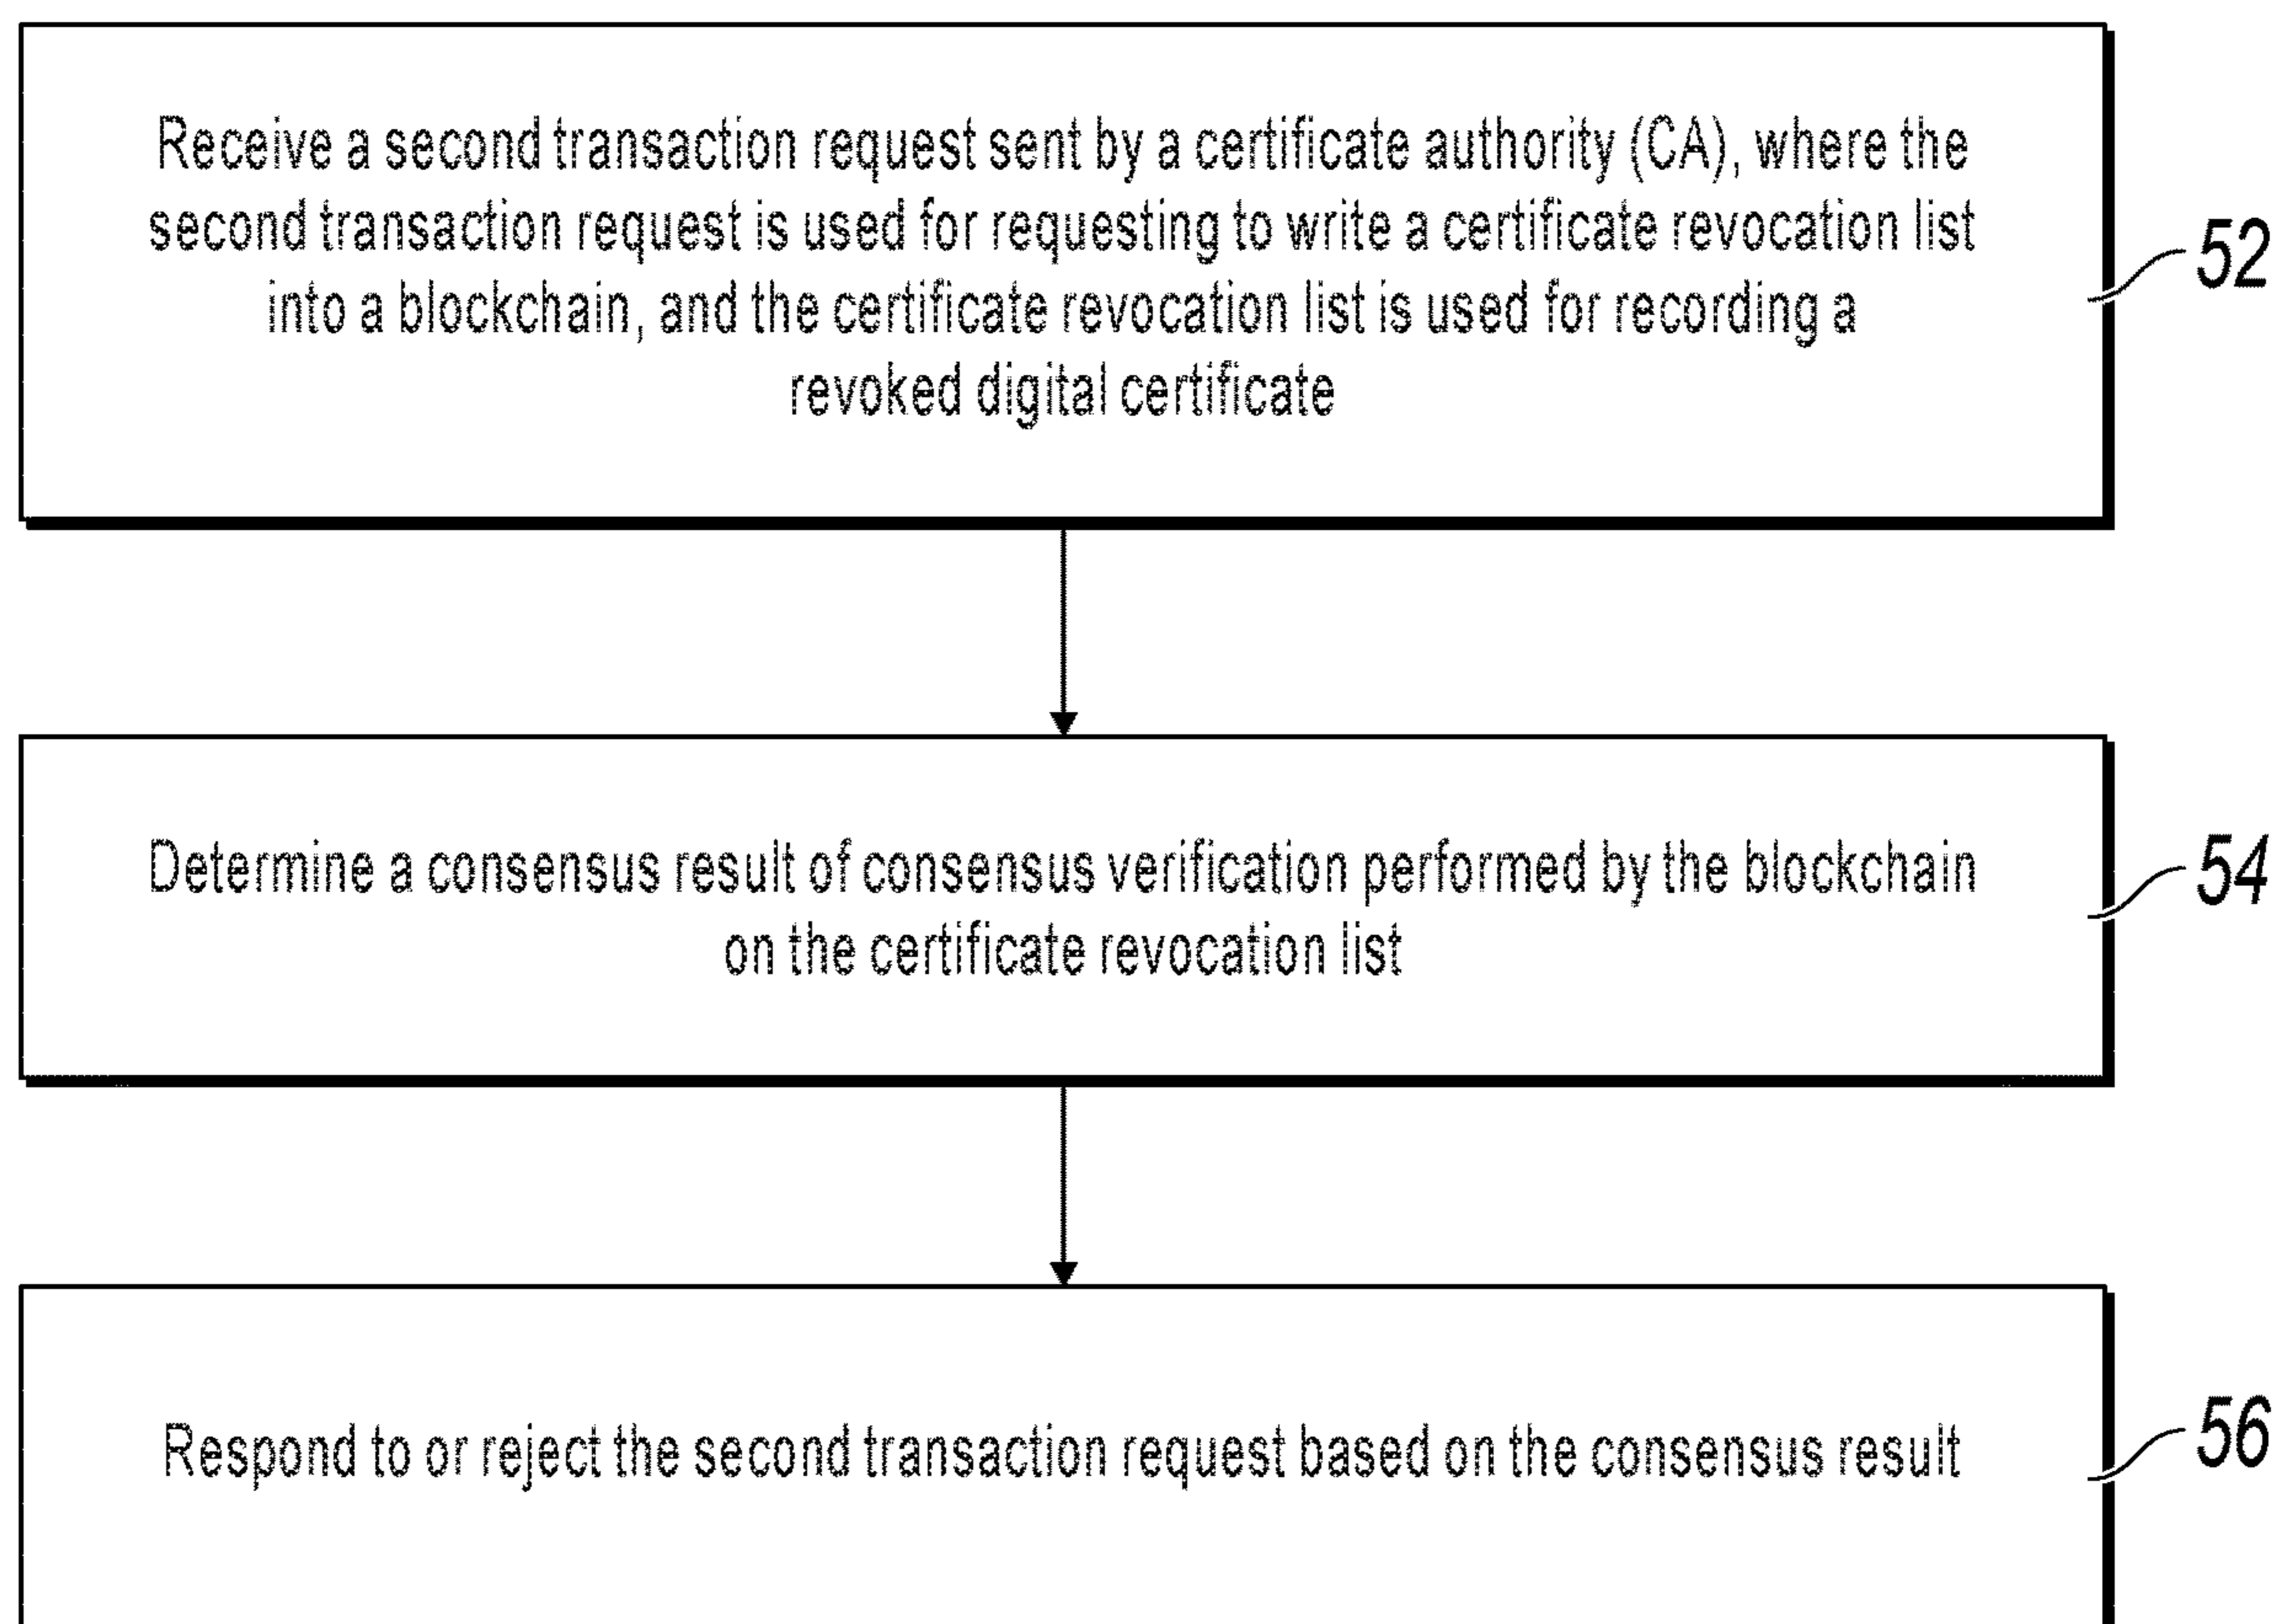 Receive a second transaction request sent by a certificate authority (CA), where the
second transaction request is used for requesting to write a certificate revocation list
into a blockchain, and the certificate revocation list is used for recording a
revoked digital certificate
52
Determine a consensus result of consensus verification performed by the blockchain
on the certificate revocation list
54
Respond to or reject the second transaction request based on the consensus result
56